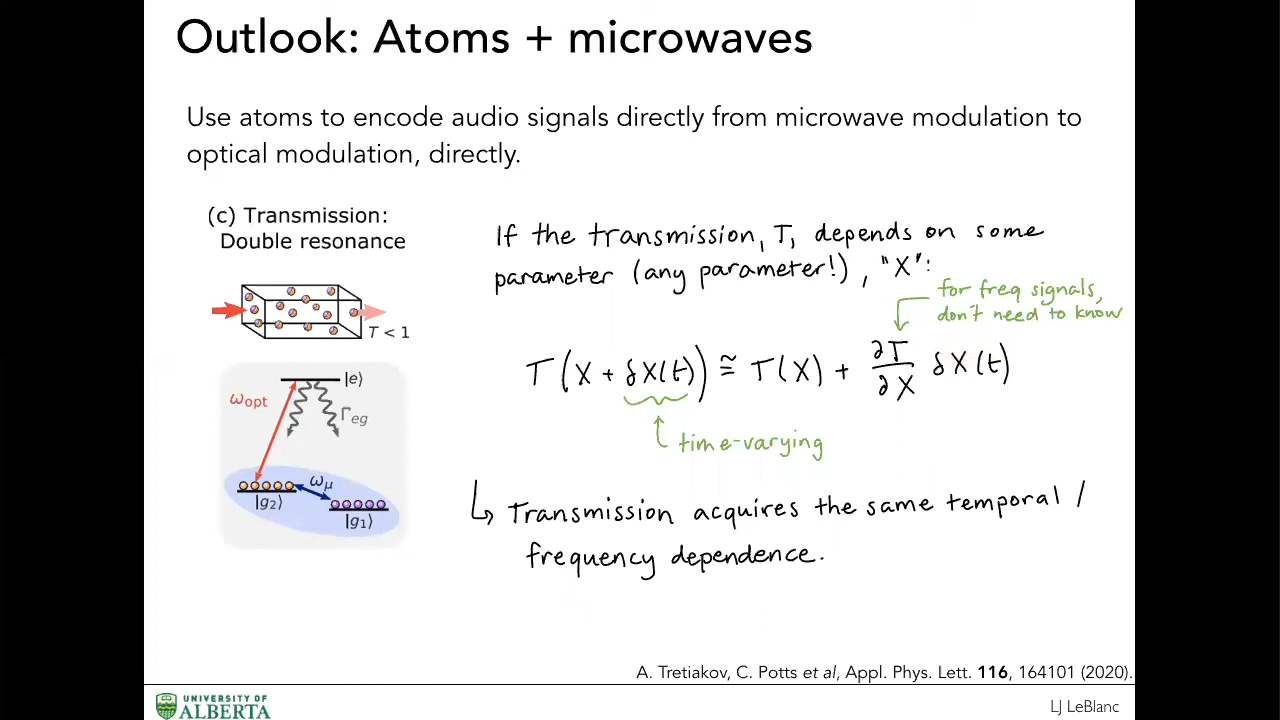 Outlook: Atoms + microwaves
Use atoms to encode audio signals directly from microwave modulation to
optical modulation, directly.
(c) Transmission:
Double resonance
T < 1
|e⟩
ω_opt
Γ_eg
ω_μ
|g₂⟩
|g₁⟩
If the transmission, T, depends on some
parameter (any parameter!), "X":
for freq signals,
don't need to know
T(X + δX(t)) ≅ T(X) + ∂T/∂X δX(t)
time-varying
↳ Transmission acquires the same temporal /
frequency dependence.
A. Tretiakov, C. Potts et al, Appl. Phys. Lett. 116, 164101 (2020).
UNIVERSITY OF
ALBERTA
LJ LeBlanc